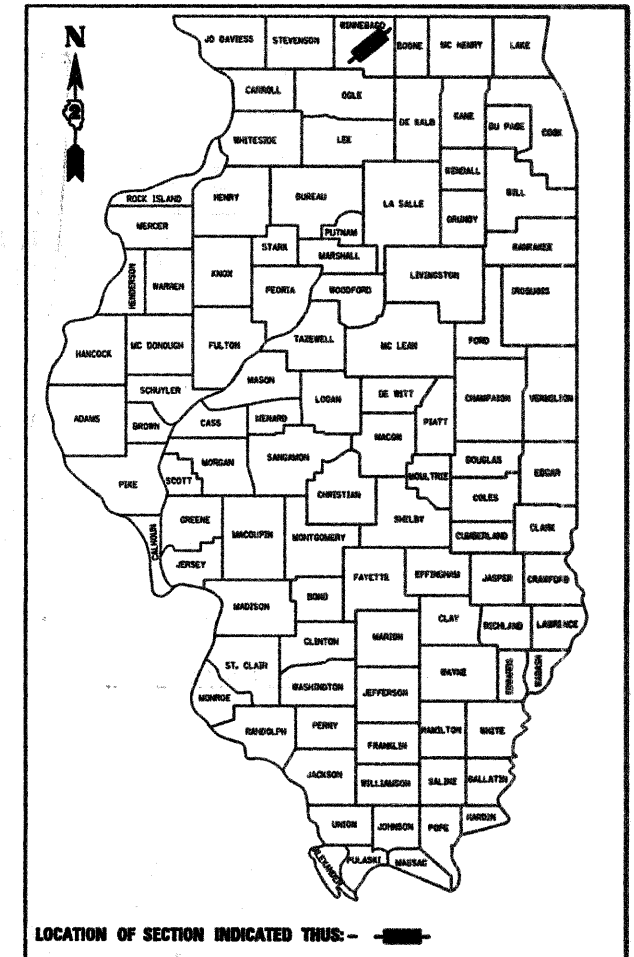 N
2
JO DAVIESS STEVENSON WINNEBAGO BOONE MC HENRY LAKE
CARROLL OGLE DE KALB KANE DU PAGE COOK
WHITESIDE LEE KENDALL WILL
ROCK ISLAND HENRY BUREAU LA SALLE GRUNDY
MERCER PUTNAM KANKAKEE
STARK MARSHALL
HENDERSON WARREN KNOX PEORIA WOODFORD LIVINGSTON IROQUOIS
HANCOCK MC DONOUGH FULTON TAZEWELL MC LEAN FORD
SCHUYLER MASON LOGAN DE WITT CHAMPAIGN VERMILION
ADAMS BROWN CASS MENARD MACON PIATT
PIKE SCOTT MORGAN SANGAMON CHRISTIAN MOULTRIE DOUGLAS EDGAR
COLES
CALHOUN GREENE MACOUPIN MONTGOMERY SHELBY CUMBERLAND CLARK
JERSEY FAYETTE EFFINGHAM JASPER CRAWFORD
MADISON BOND
CLINTON MARION CLAY RICHLAND LAWRENCE
ST. CLAIR WASHINGTON JEFFERSON WAYNE EDWARDS WABASH
MONROE
RANDOLPH PERRY FRANKLIN HAMILTON WHITE
JACKSON WILLIAMSON SALINE GALLATIN
UNION JOHNSON POPE HARDIN
ALEXANDER PULASKI MASSAC
LOCATION OF SECTION INDICATED THUS:-